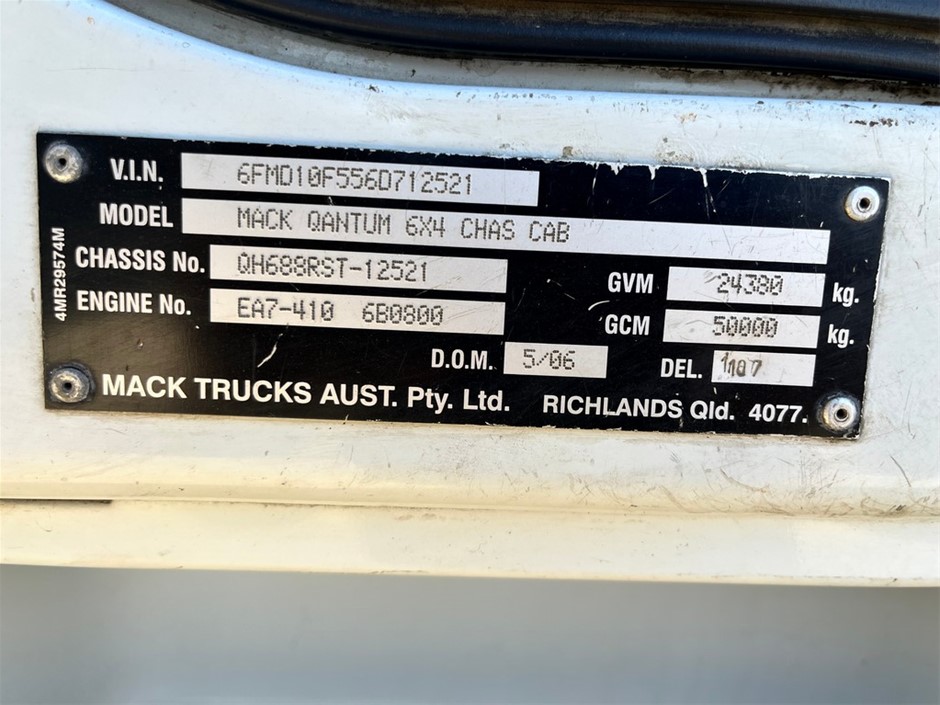 V.I.N. 6FMD10F556D712521
MODEL MACK QANTUM 6X4 CHAS CAB
CHASSIS No. QH688RST-12521
GVM 24380 kg.
ENGINE No. EA7-410 6B0800
GCM 50000 kg.
D.O.M. 5/06
DEL.
MACK TRUCKS AUST. Pty. Ltd. RICHLANDS Qld. 4077.
4MR29574M